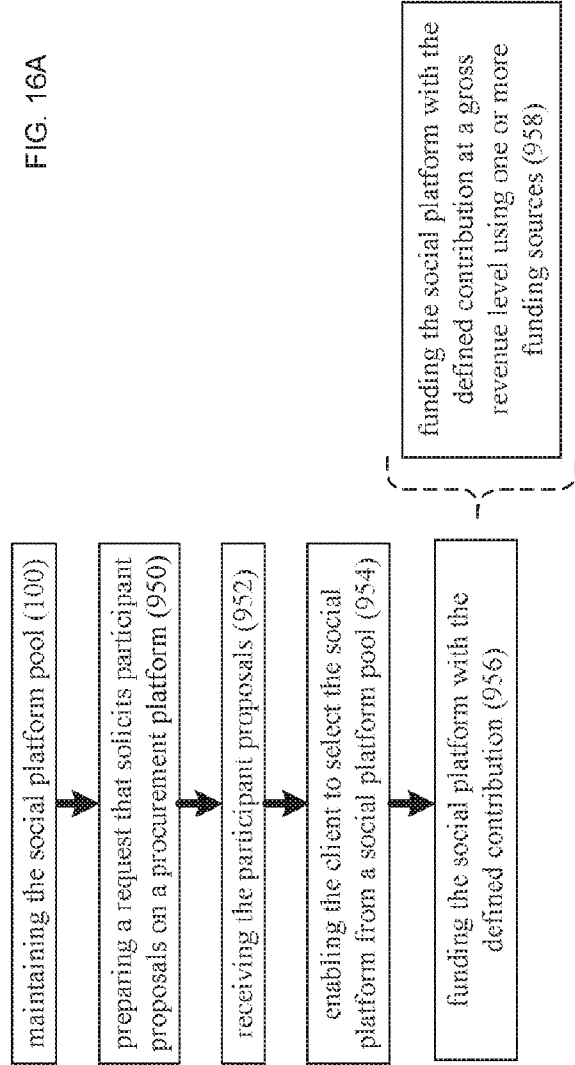 FIG. 16A
maintaining the social platform pool (100)
preparing a request that solicits participant
proposals on a procurement platform (950)
receiving the participant proposals (952)
enabling the client to select the social
platform from a social platform pool (954)
funding the social platform with the
defined contribution (956)
funding the social platform with the
defined contribution at a gross
revenue level using one or more
funding sources (958)